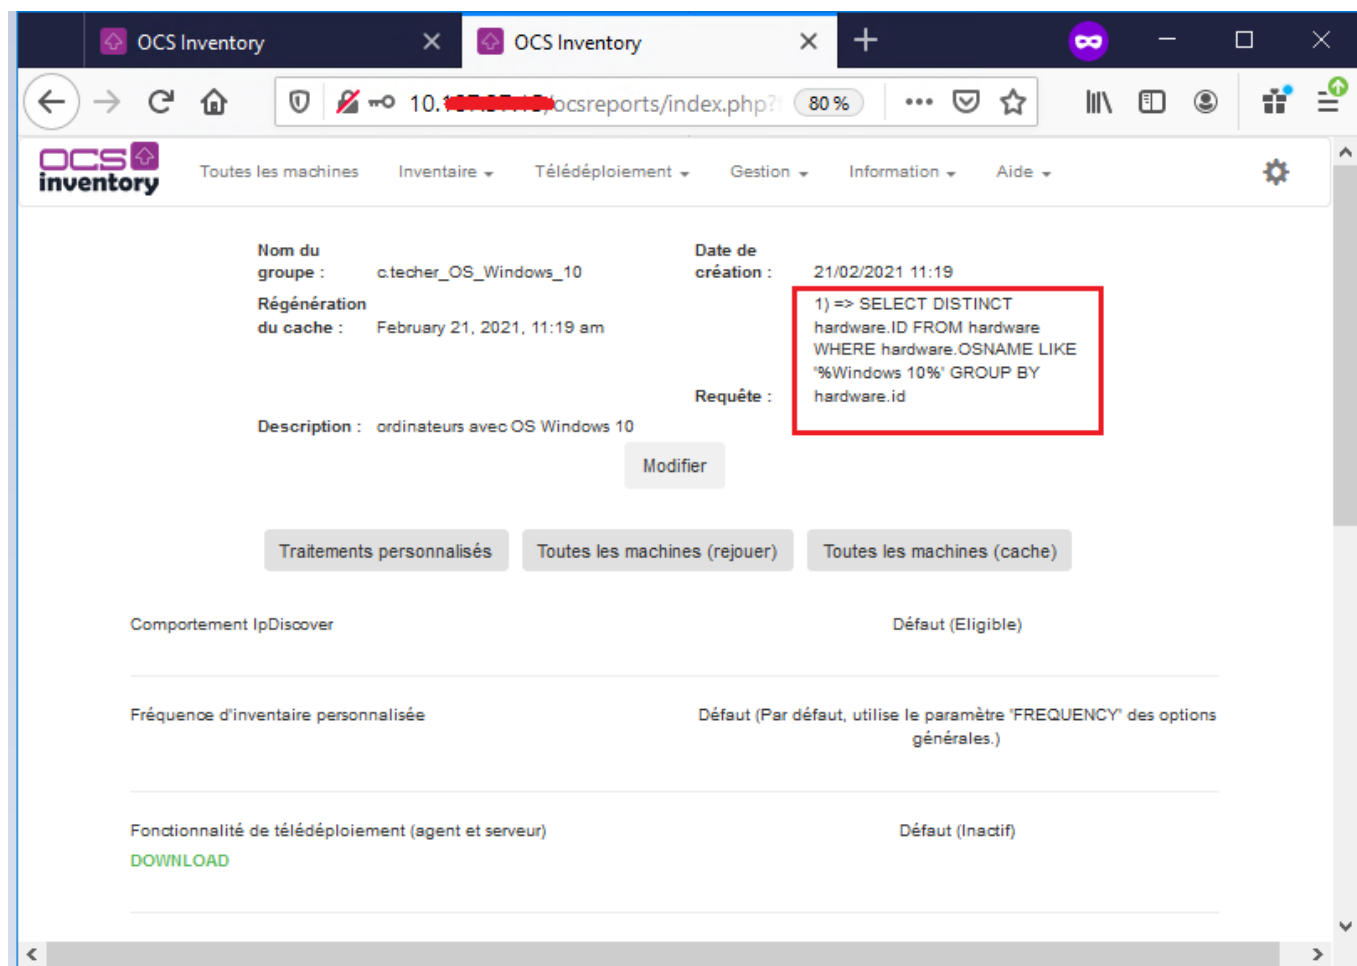 OCS Inventory
OCS Inventory
10. /ocsreports/index.php?
80 %
OCS inventory
Toutes les machines
Inventaire
Télédéploiement
Gestion
Information
Aide
Nom du groupe :
c.techer_OS_Windows_10
Date de création :
21/02/2021 11:19
Régénération du cache :
February 21, 2021, 11:19 am
Requête :
1) => SELECT DISTINCT
hardware.ID FROM hardware
WHERE hardware.OSNAME LIKE
'%Windows 10%' GROUP BY
hardware.id
Description :
ordinateurs avec OS Windows 10
Modifier
Traitements personnalisés
Toutes les machines (rejouer)
Toutes les machines (cache)
Comportement IpDiscover
Défaut (Eligible)
Fréquence d'inventaire personnalisée
Défaut (Par défaut, utilise le paramètre 'FREQUENCY' des options
générales.)
Fonctionnalité de télédéploiement (agent et serveur)
Défaut (Inactif)
DOWNLOAD